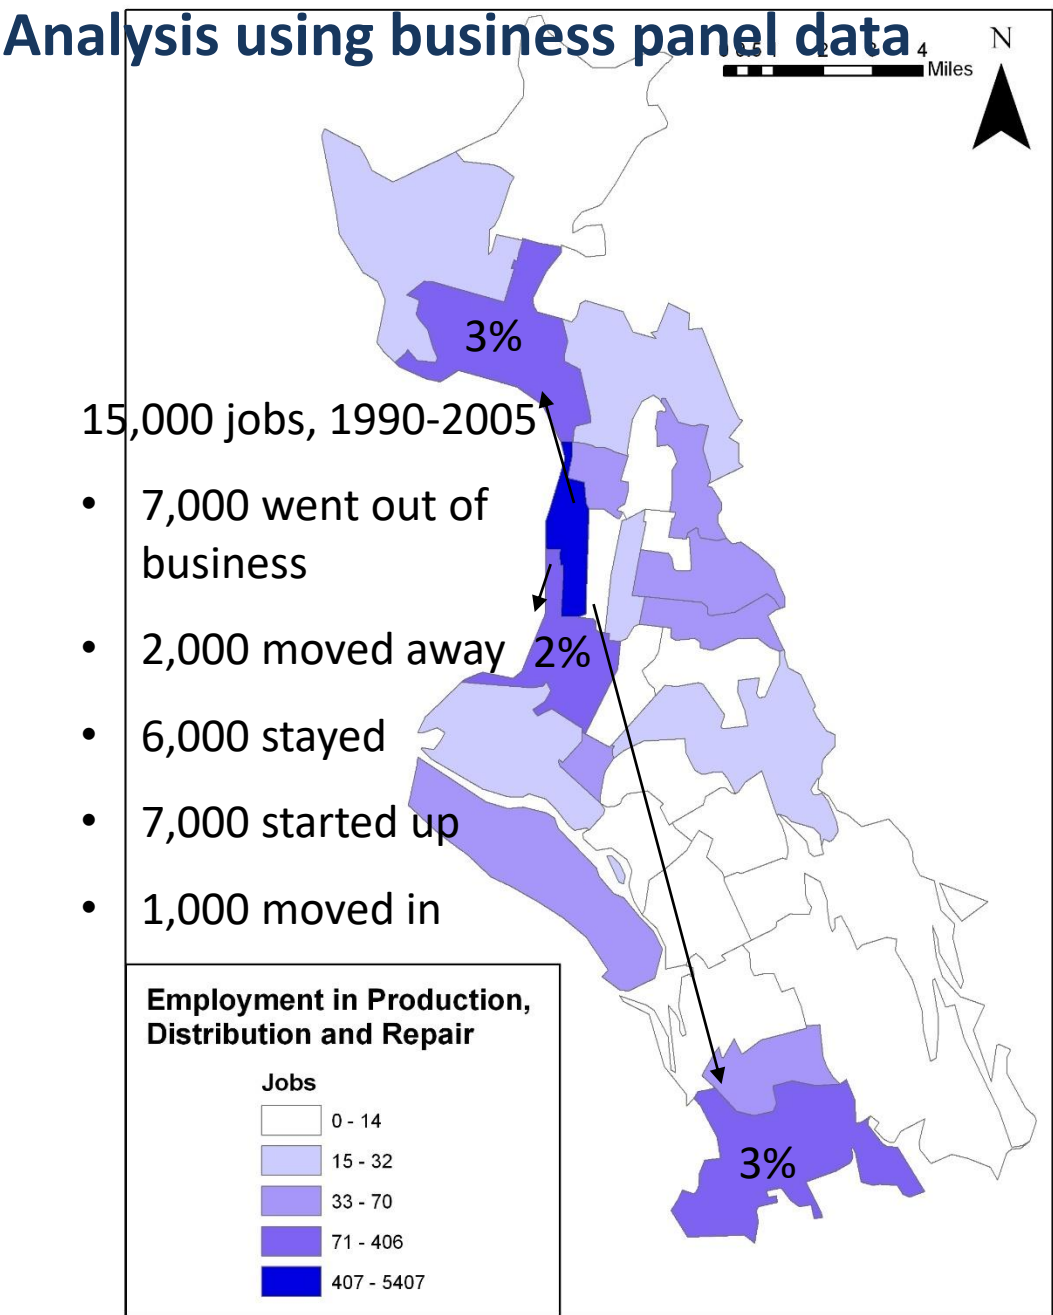 Analysis using business panel data
4
Miles
N
3%
15,000 jobs, 1990-2005
• 7,000 went out of
business
• 2,000 moved away
2%
• 6,000 stayed
• 7,000 started up
• 1,000 moved in
Employment in Production,
Distribution and Repair
Jobs
0 - 14
15 - 32
33 - 70
71 - 406
407 - 5407
3%